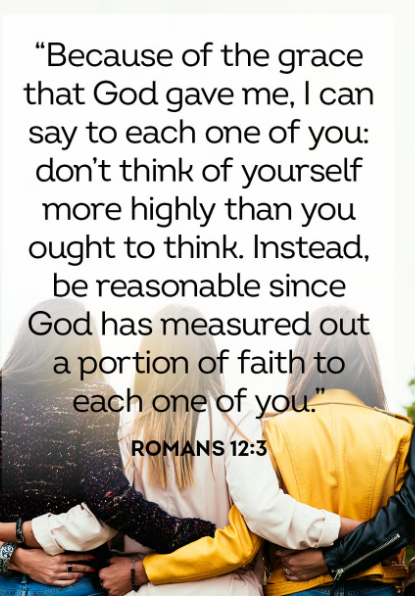 “Because of the grace
that God gave me, I can
say to each one of you:
don’t think of yourself
more highly than you
ought to think. Instead,
be reasonable since
God has measured out
a portion of faith to
each one of you.”
ROMANS 12:3